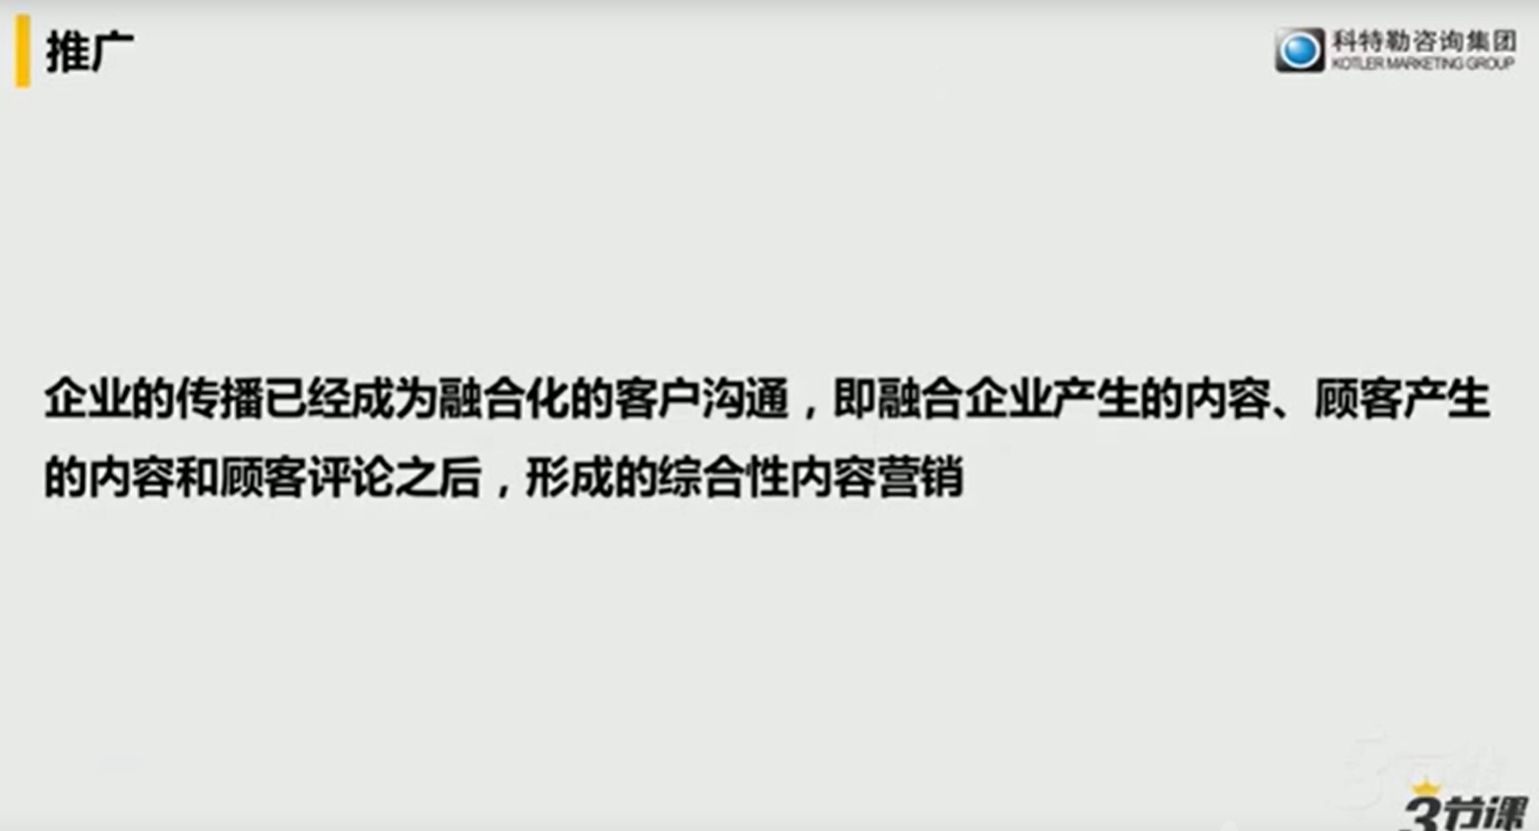 推广
科特勒咨询集团
KOTLER MARKETING GROUP
企业的传播已经成为融合化的客户沟通，即融合企业产生的内容、顾客产生
的内容和顾客评论之后，形成的综合性内容营销
3节课